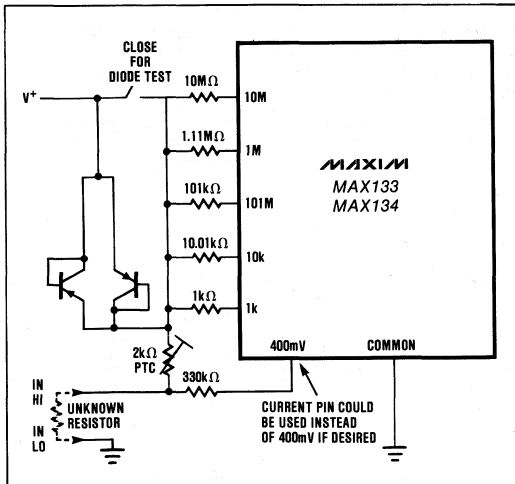 CLOSE
FOR
DIODE TEST
V+
10MΩ
10M
1.11MΩ
1M
101kΩ
101M
10.01kΩ
10k
1kΩ
1k
MAXIM
MAX133
MAX134
400mV
COMMON
2kΩ
PTC
330kΩ
IN
HI
UNKNOWN
RESISTOR
IN
LO
CURRENT PIN COULD
BE USED INSTEAD
OF 400mV IF DESIRED